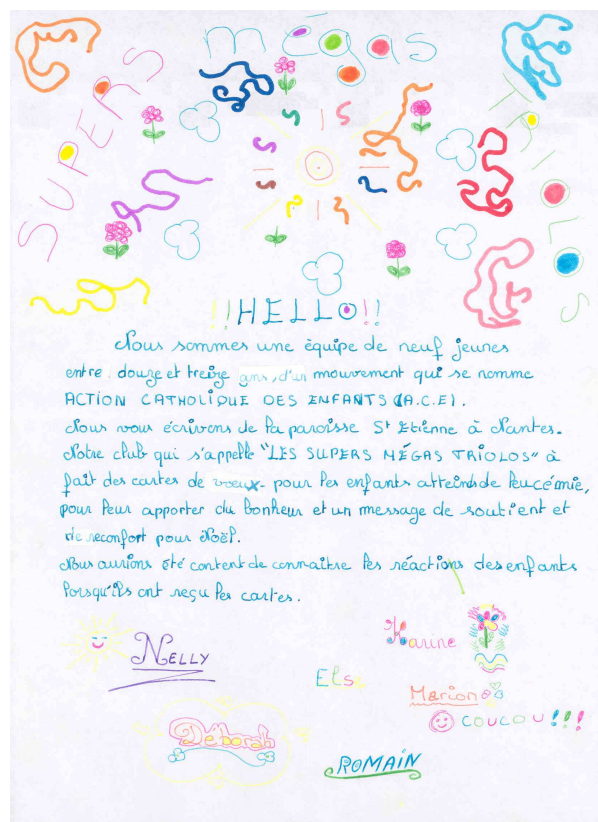 SUPERS mégas TRIOLOS
!!HELLO!!
Nous sommes une èquipe de neuf jeunes
entre douze et treize ans, d'un mouvement qui se nomme
ACTION CATHOLIQUE DES ENFANTS (A.C.E).
Nous vous écrivons de la paroisse St Etienne à Nantes.
Notre club qui s'appelle "LES SUPERS MÉGAS TRIOLOS" à
fait des cartes de voeux pour les enfants atteind de leucémie,
pour leur apporter du bonheur et un message de soutient et
de reconfort pour Noël.
Nous aurions été content de connaitre les réactions des enfants
lorsqu'ils ont reçu les cartes.
Nelly
Elsa
Marion
COUCOU!!!
Déborah
ROMAIN